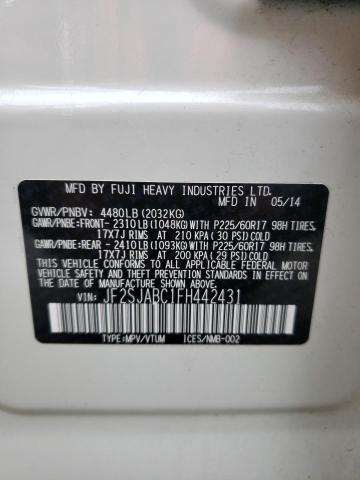 MFD BY FUJI HEAVY INDUSTRIES LTD.
MFD IN 05/14
GVWR/PNBV: 4480LB (2032KG)
GAWR/PNBE:FRONT- 2310LB (1048KG) WITH P225/60R17 98H TIRES,
17X7J RIMS AT 210 KPA (30 PSI) COLD
GAWR/PNBE:REAR - 2410LB (1093KG) WITH P225/60R17 98H TIRES,
17X7J RIMS AT 200 KPA (29 PSI) COLD
THIS VEHICLE CONFORMS TO ALL APPLICABLE FEDERAL MOTOR VEHICLE SAFETY AND THEFT PREVENTION STANDARDS IN EFFECT ON THE DATE OF MANUFACTURE SHOWN ABOVE.
VIN: JF2SJABC1FH442431
TYPE:MPV/VTUM ICES/NMB-002